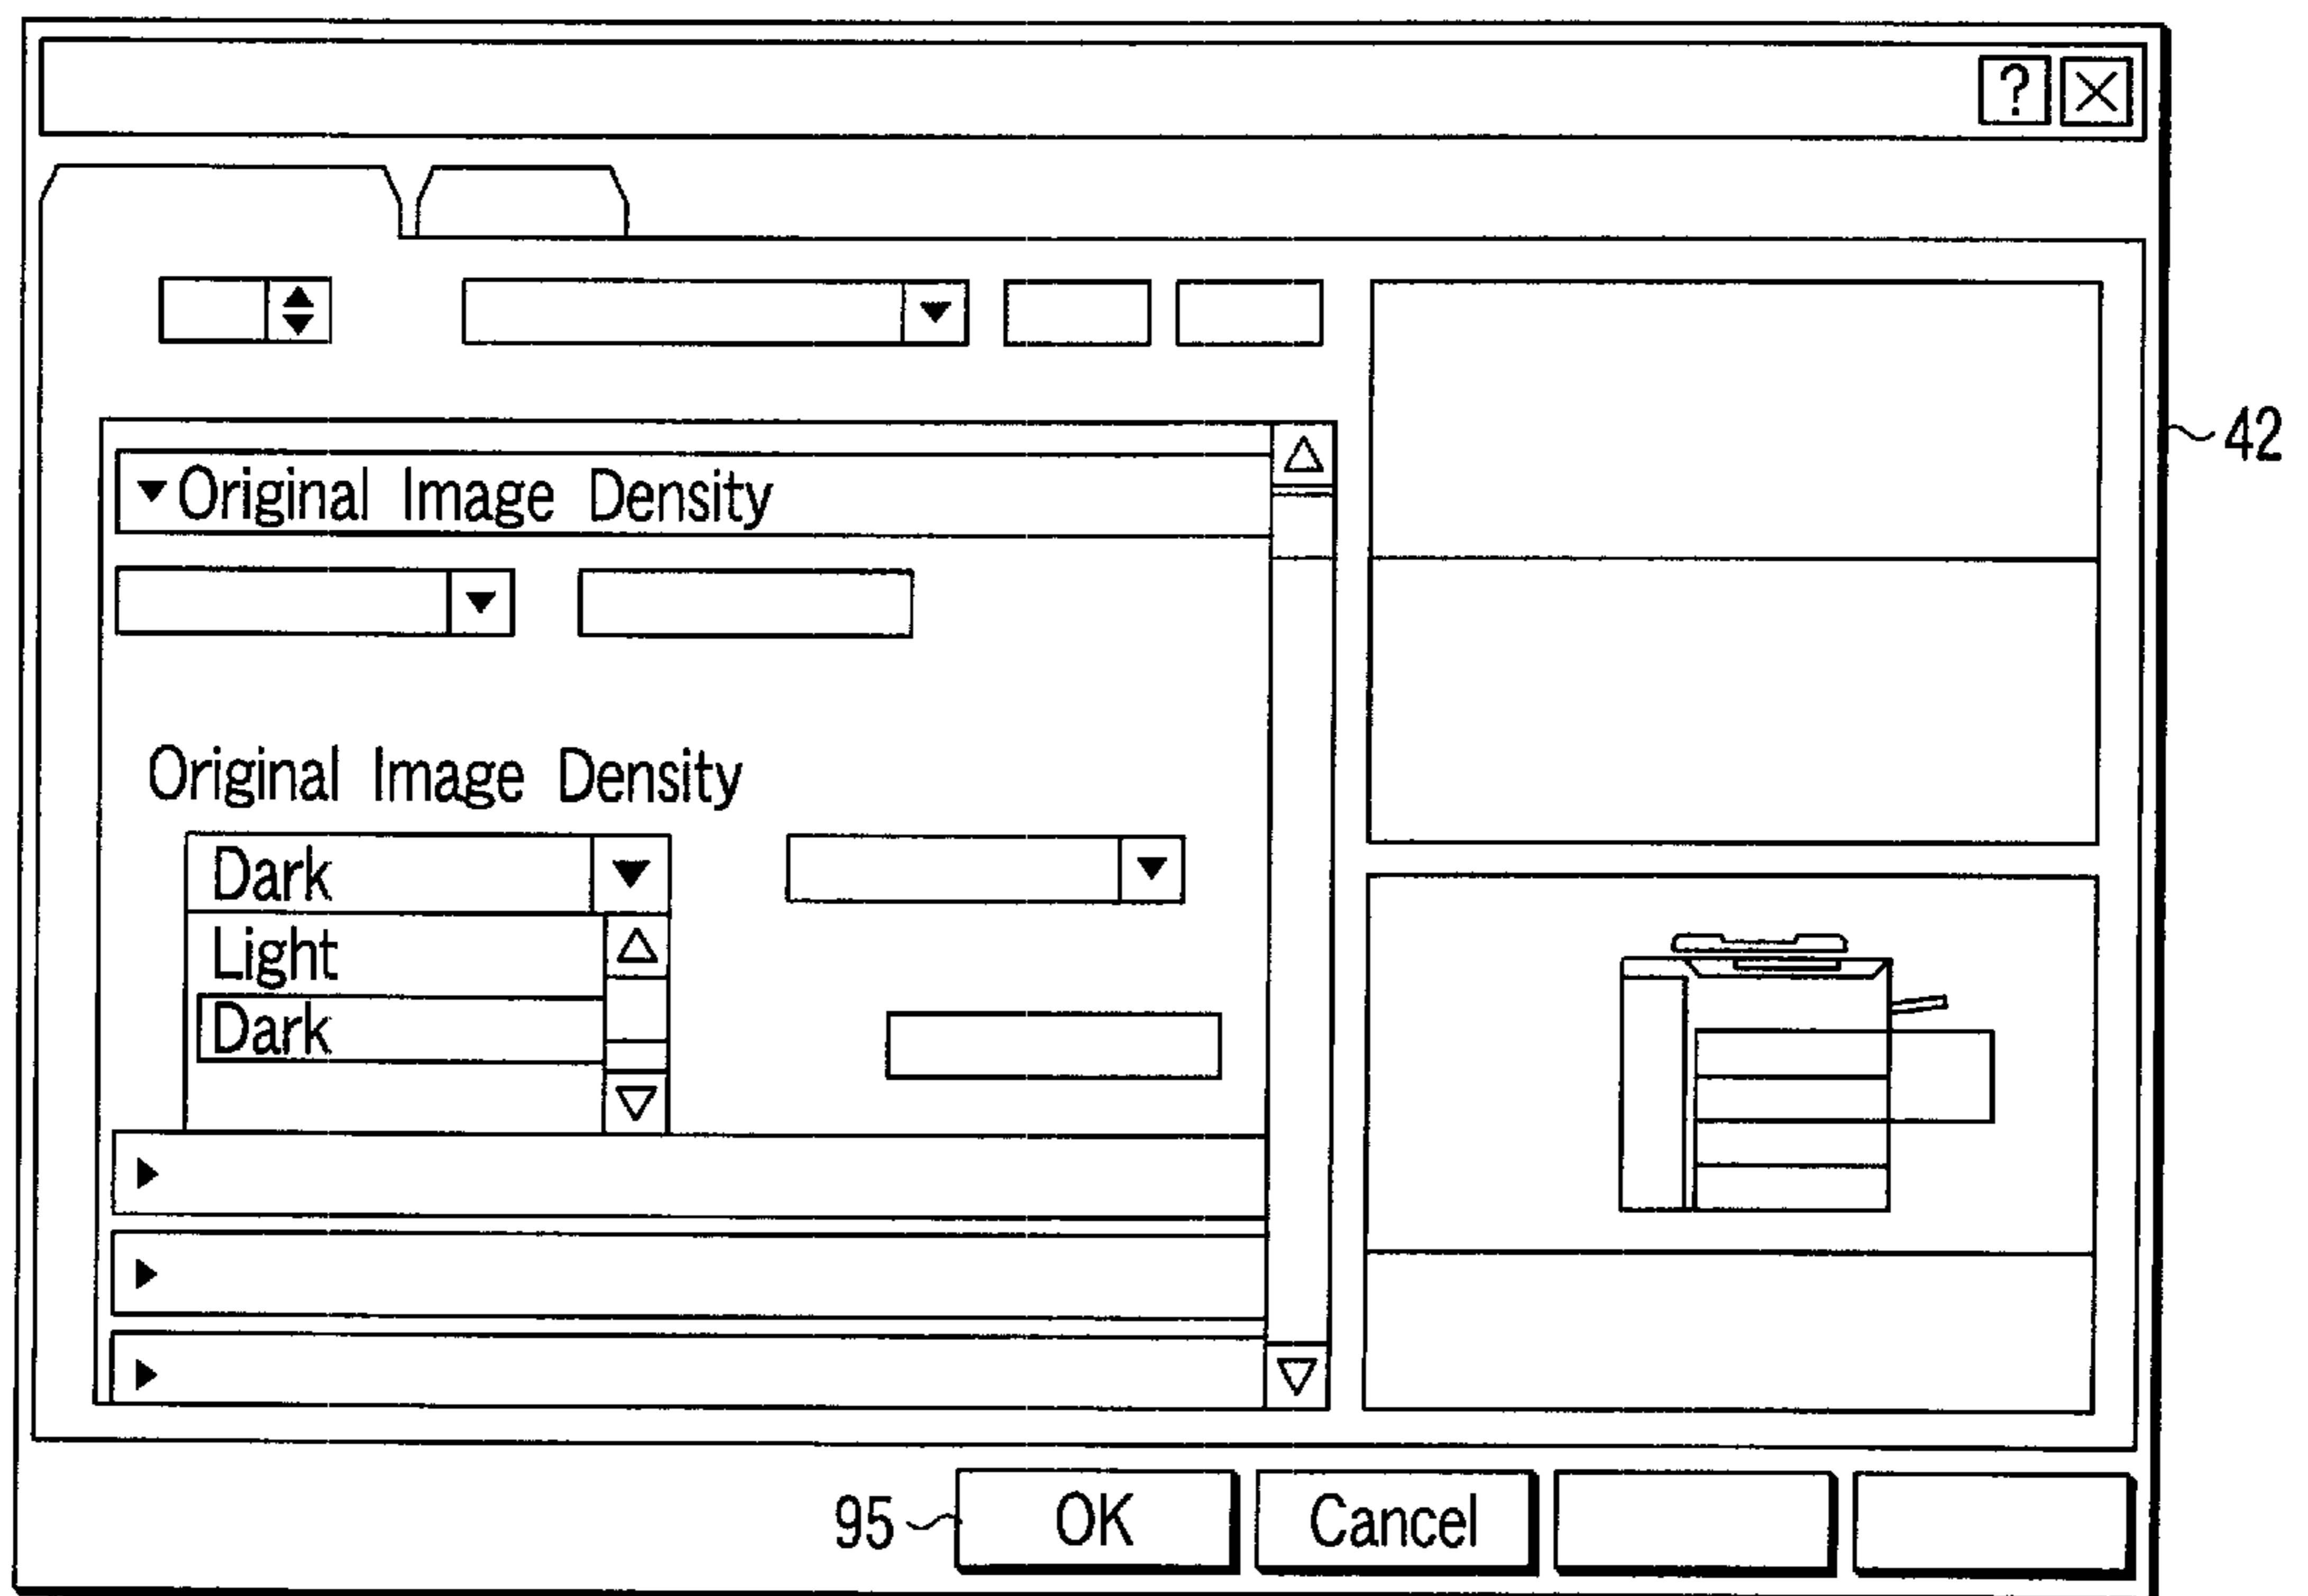 ?
42
▼Original Image Density
Original Image Density
Dark
Light
Dark
95
OK
Cancel